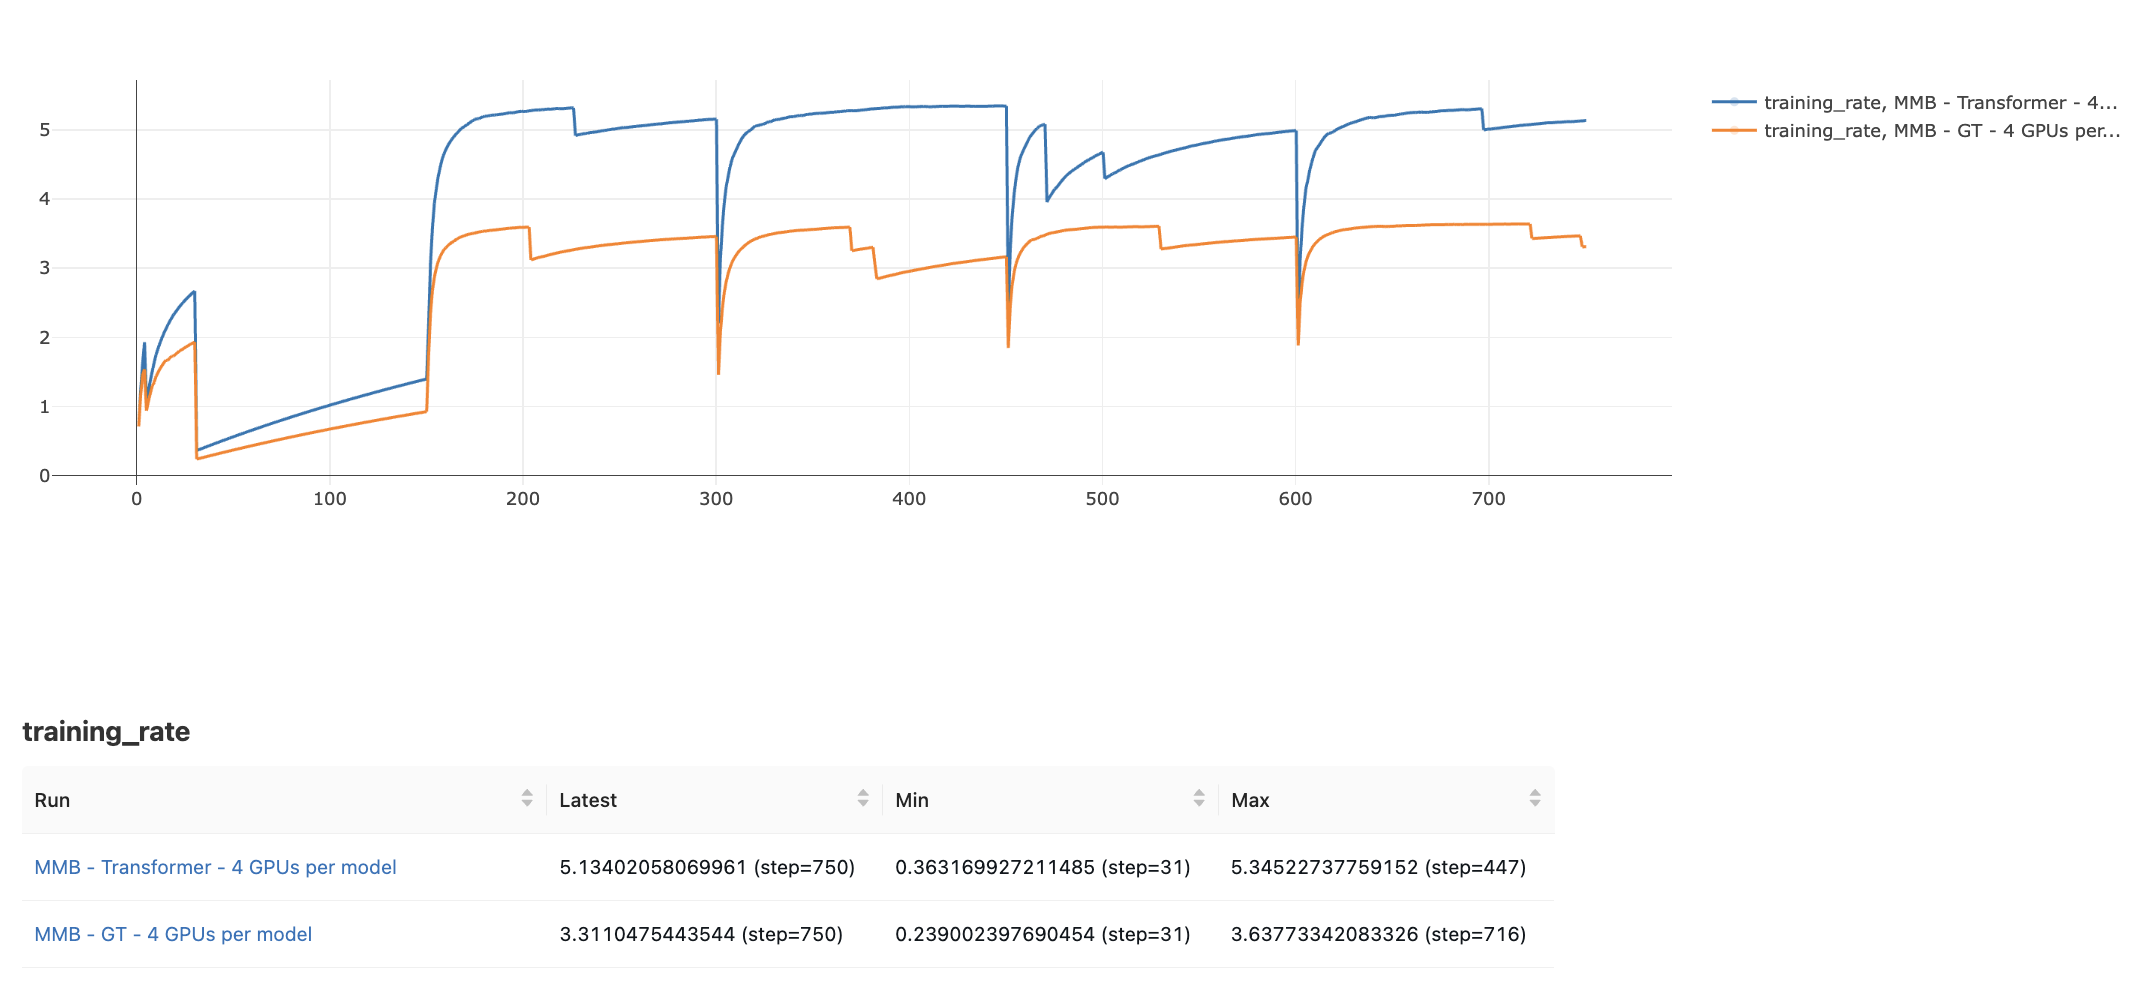 training_rate, MMB - Transformer - 4...
training_rate, MMB - GT - 4 GPUs per...
5
4
3
2
1
0
0 100 200 300 400 500 600 700
training_rate
Run Latest Min Max
MMB - Transformer - 4 GPUs per model 5.13402058069961 (step=750) 0.363169927211485 (step=31) 5.34522737759152 (step=447)
MMB - GT - 4 GPUs per model 3.3110475443544 (step=750) 0.239002397690454 (step=31) 3.63773342083326 (step=716)